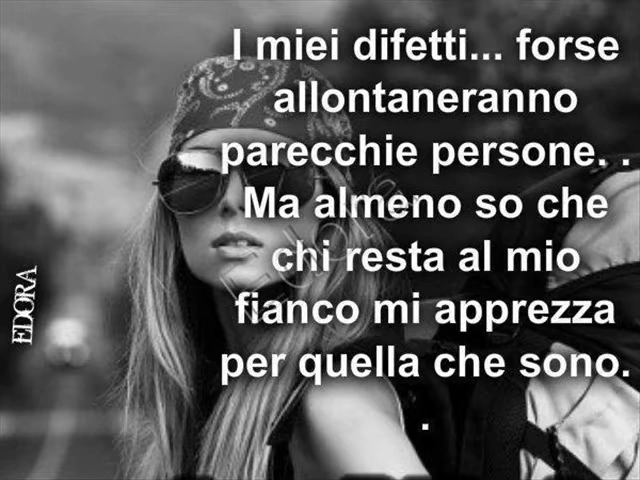 I miei difetti... forse
allontaneranno
parecchie persone. .
Ma almeno so che
chi resta al mio
fianco mi apprezza
per quella che sono.
.
EDORA